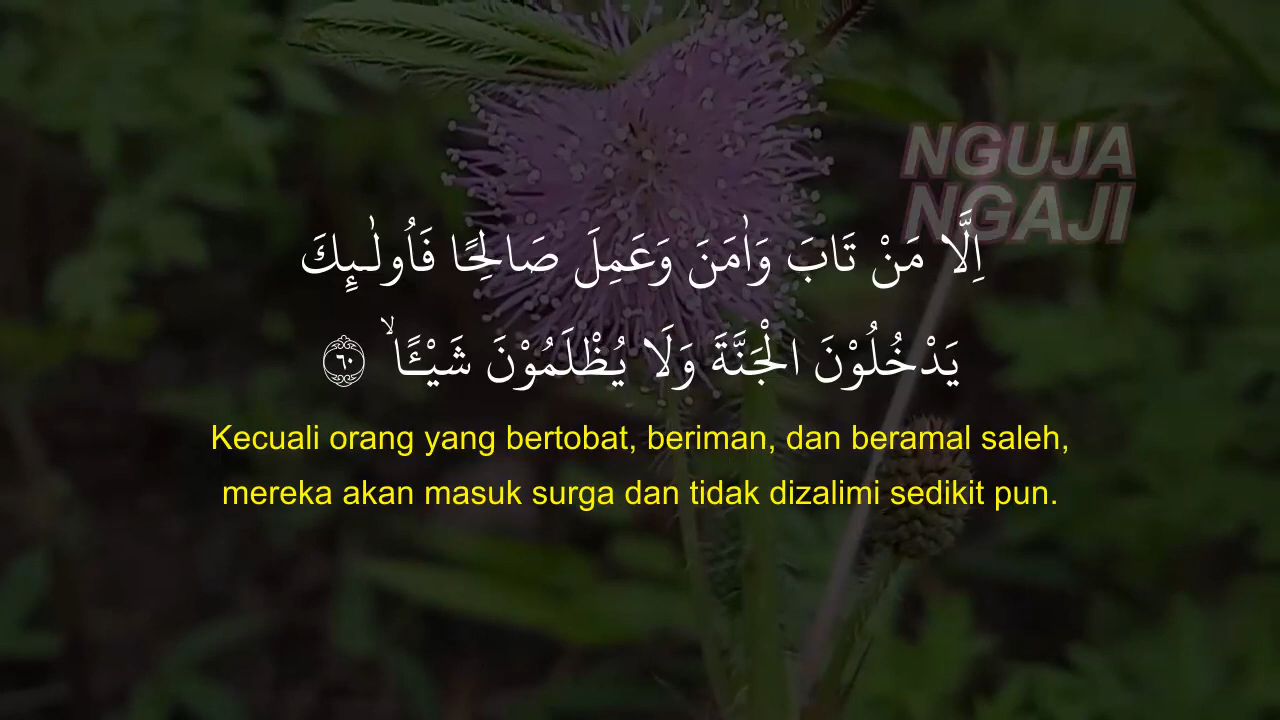 NGUJA
NGAJI
اِلَّا مَنْ تَابَ وَاٰمَنَ وَعَمِلَ صَالِحًا فَاُولٰۤىِٕكَ
يَدْخُلُوْنَ الْجَنَّةَ وَلَا يُظْلَمُوْنَ شَيْـًٔاۙ ۝٦٠
Kecuali orang yang bertobat, beriman, dan beramal saleh,
mereka akan masuk surga dan tidak dizalimi sedikit pun.